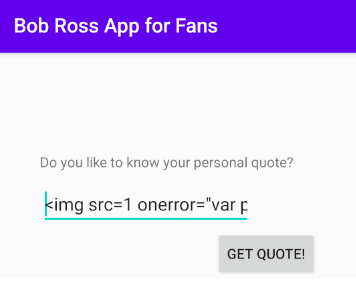 Bob Ross App for Fans
Do you like to know your personal quote?
<img src=1 onerror="var p
GET QUOTE!